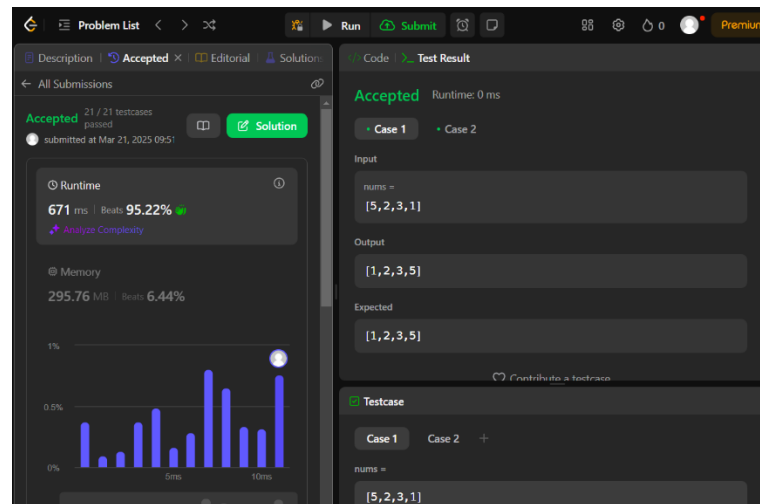 Problem List
Run
Submit
0
Premium
Description
Accepted
Editorial
Solutions
Code
Test Result
All Submissions
Accepted
21 / 21 testcases
passed
submitted at Mar 21, 2025 09:51
Solution
Runtime
671 ms
Beats 95.22%
Analyze Complexity
Memory
295.76 MB
Beats 6.44%
1%
0.5%
0%
5ms
10ms
Accepted
Runtime: 0 ms
Case 1
Case 2
Input
nums =
[5,2,3,1]
Output
[1,2,3,5]
Expected
[1,2,3,5]
Contribute a testcase
Testcase
Case 1
Case 2
nums =
[5,2,3,1]